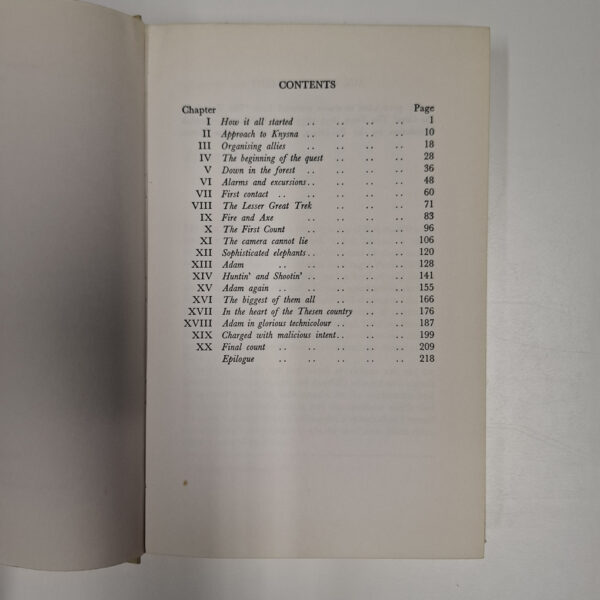 CONTENTS
Chapter Page
I How it all started .. .. .. .. 1
II Approach to Knysna .. .. .. .. 10
III Organising allies .. .. .. .. 18
IV The beginning of the quest .. .. .. 28
V Down in the forest .. .. .. .. 36
VI Alarms and excursions .. .. .. .. 48
VII First contact .. .. .. .. 60
VIII The Lesser Great Trek .. .. .. 71
IX Fire and Axe .. .. .. .. 83
X The First Count .. .. .. .. 96
XI The camera cannot lie .. .. .. 106
XII Sophisticated elephants .. .. .. .. 120
XIII Adam .. .. .. .. .. 128
XIV Huntin' and Shootin' .. .. .. .. 141
XV Adam again .. .. .. .. 155
XVI The biggest of them all .. .. .. 166
XVII In the heart of the Thesen country .. .. 176
XVIII Adam in glorious technicolour .. .. .. 187
XIX Charged with malicious intent .. .. .. 199
XX Final count .. .. .. .. .. 209
Epilogue .. .. .. .. .. 218